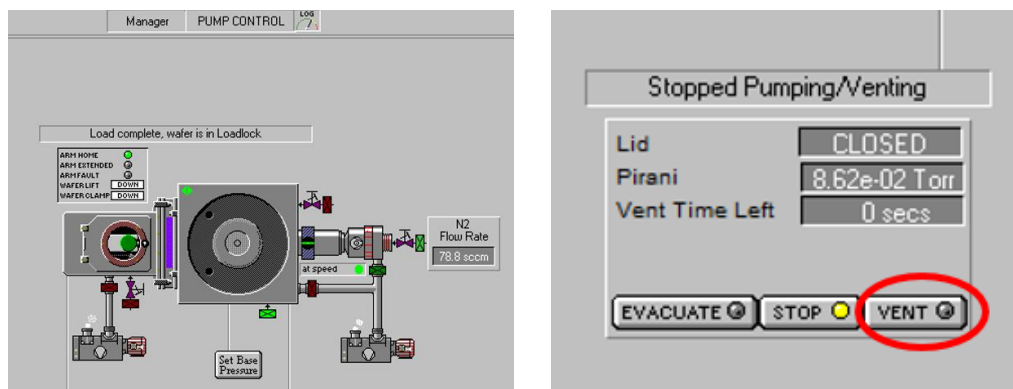 Manager
PUMP CONTROL
LOG
Load complete, wafer is in Loadlock
ARM HOME
ARM EXTENDED
ARM FAULT
WAFER LIFT DOWN
WAFER CLAMP DOWN
N2
Flow Rate
78.8 sccm
at speed
Set Base
Pressure
Stopped Pumping/Venting
Lid CLOSED
Pirani 8.62e-02 Torr
Vent Time Left 0 secs
EVACUATE STOP VENT